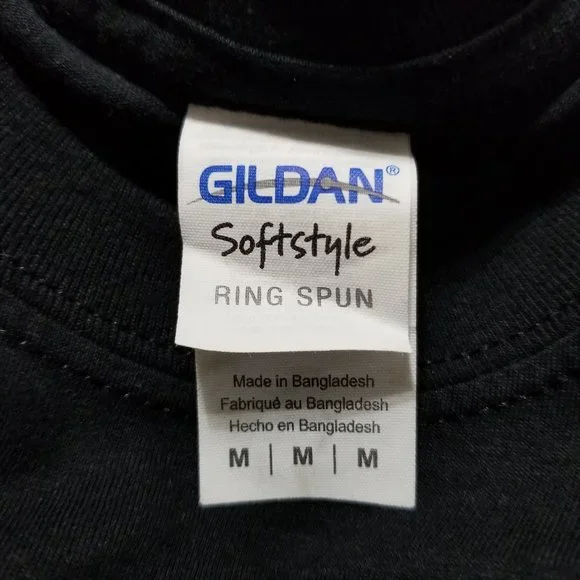 GILDAN®
Softstyle
RING SPUN
Made in Bangladesh
Fabriqué au Bangladesh
Hecho en Bangladesh
M | M | M